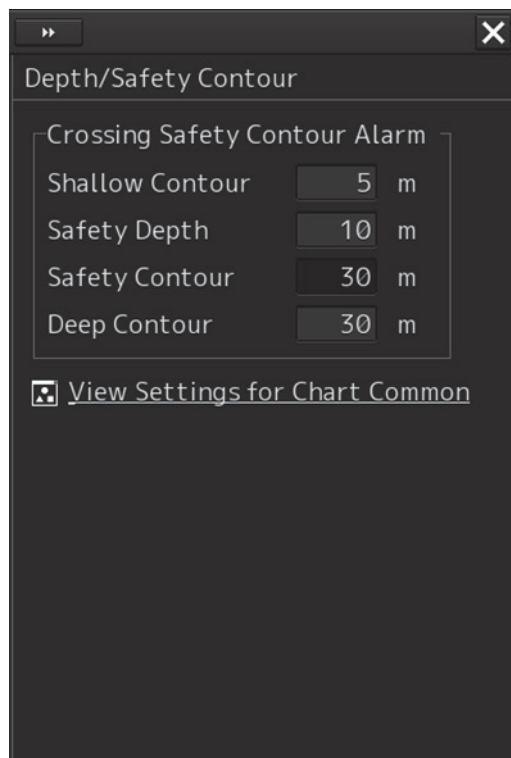 Depth/Safety Contour
Crossing Safety Contour Alarm
Shallow Contour 5 m
Safety Depth 10 m
Safety Contour 30 m
Deep Contour 30 m
View Settings for Chart Common